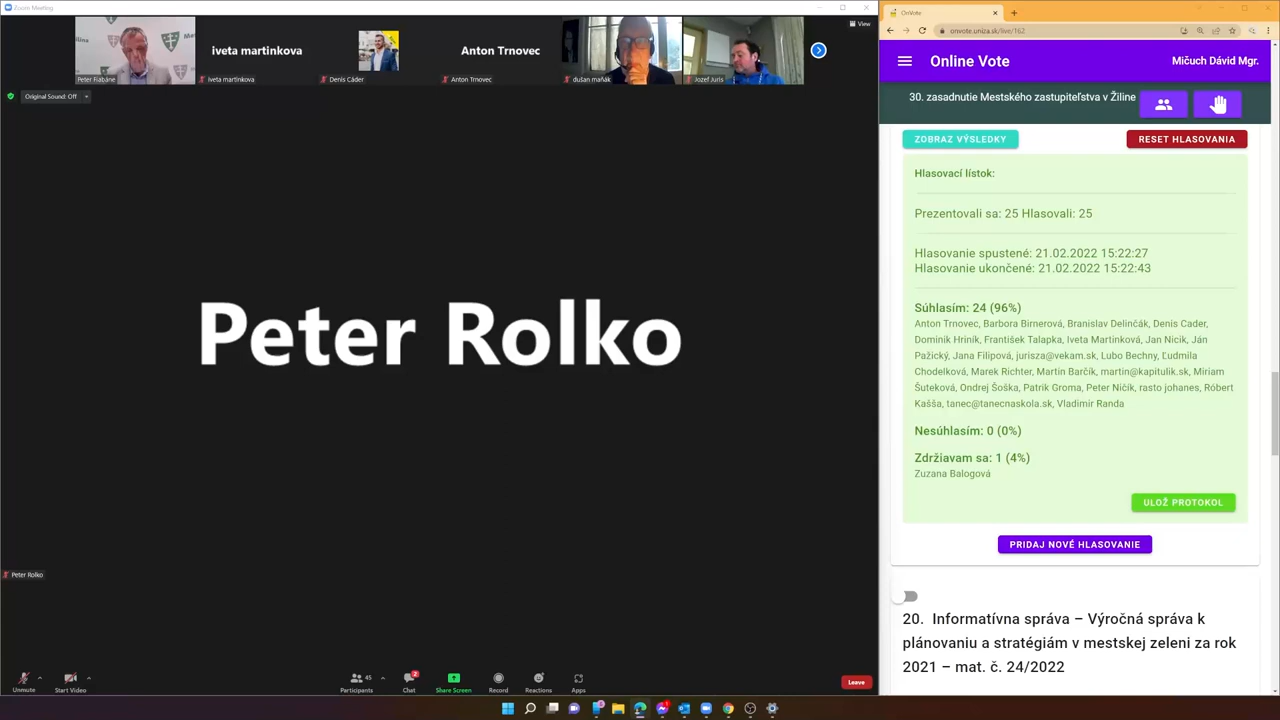 Zoom Meeting
View
iveta martinkova
Anton Trnovec
Peter Fiabáne
iveta martinkova
Denis Cáder
Anton Trnovec
dušan maňák
Jozef Juriš
Original Sound: Off
Peter Rolko
Peter Rolko
Unmute
Start Video
45
Participants
2
Chat
Share Screen
Record
Reactions
Apps
Leave
OnVote
onvote.uniza.sk/live/162
Online Vote
Mičuch Dávid Mgr.
30. zasadnutie Mestského zastupiteľstva v Žiline
ZOBRAZ VÝSLEDKY
RESET HLASOVANIA
Hlasovací lístok:
Prezentovali sa: 25 Hlasovali: 25
Hlasovanie spustené: 21.02.2022 15:22:27
Hlasovanie ukončené: 21.02.2022 15:22:43
Súhlasím: 24 (96%)
Anton Trnovec, Barbora Birnerová, Branislav Delinčák, Denis Cader,
Dominik Hriník, František Talapka, Iveta Martinková, Jan Nicik, Ján
Pažický, Jana Filipová, jurisza@vekam.sk, Lubo Bechny, Ľudmila
Chodelková, Marek Richter, Martin Barčík, martin@kapitulik.sk, Miriam
Šuteková, Ondrej Šoška, Patrik Groma, Peter Ničík, rasto johanes, Róbert
Kašša, tanec@tanecnaskola.sk, Vladimir Randa
Nesúhlasím: 0 (0%)
Zdržiavam sa: 1 (4%)
Zuzana Balogová
ULOŽ PROTOKOL
PRIDAJ NOVÉ HLASOVANIE
20. Informatívna správa – Výročná správa k
plánovaniu a stratégiám v mestskej zeleni za rok
2021 – mat. č. 24/2022